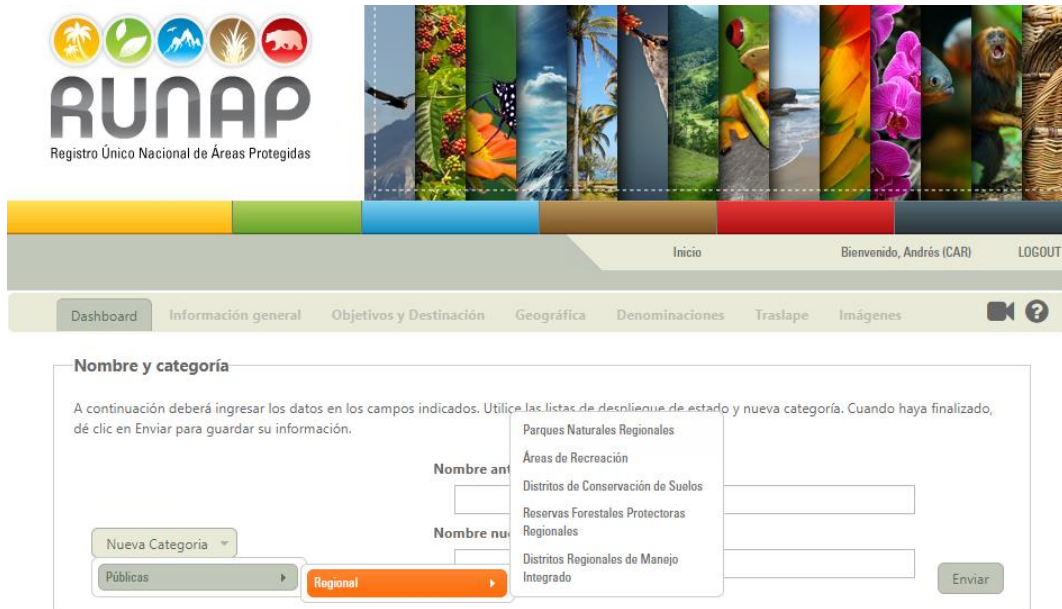 RUNAP
Registro Único Nacional de Áreas Protegidas
Inicio
Bienvenido, Andrés (CAR)
LOGOUT
Dashboard
Información general
Objetivos y Destinación
Geográfica
Denominaciones
Traslape
Imágenes
Nombre y categoría
A continuación deberá ingresar los datos en los campos indicados. Utilice las listas de despliegue de estado y nueva categoría. Cuando haya finalizado,
dé clic en Enviar para guardar su información.
Nombre ant
Nombre nu
Parques Naturales Regionales
Áreas de Recreación
Distritos de Conservación de Suelos
Reservas Forestales Protectoras
Regionales
Distritos Regionales de Manejo
Integrado
Nueva Categoria
Públicas
Regional
Enviar